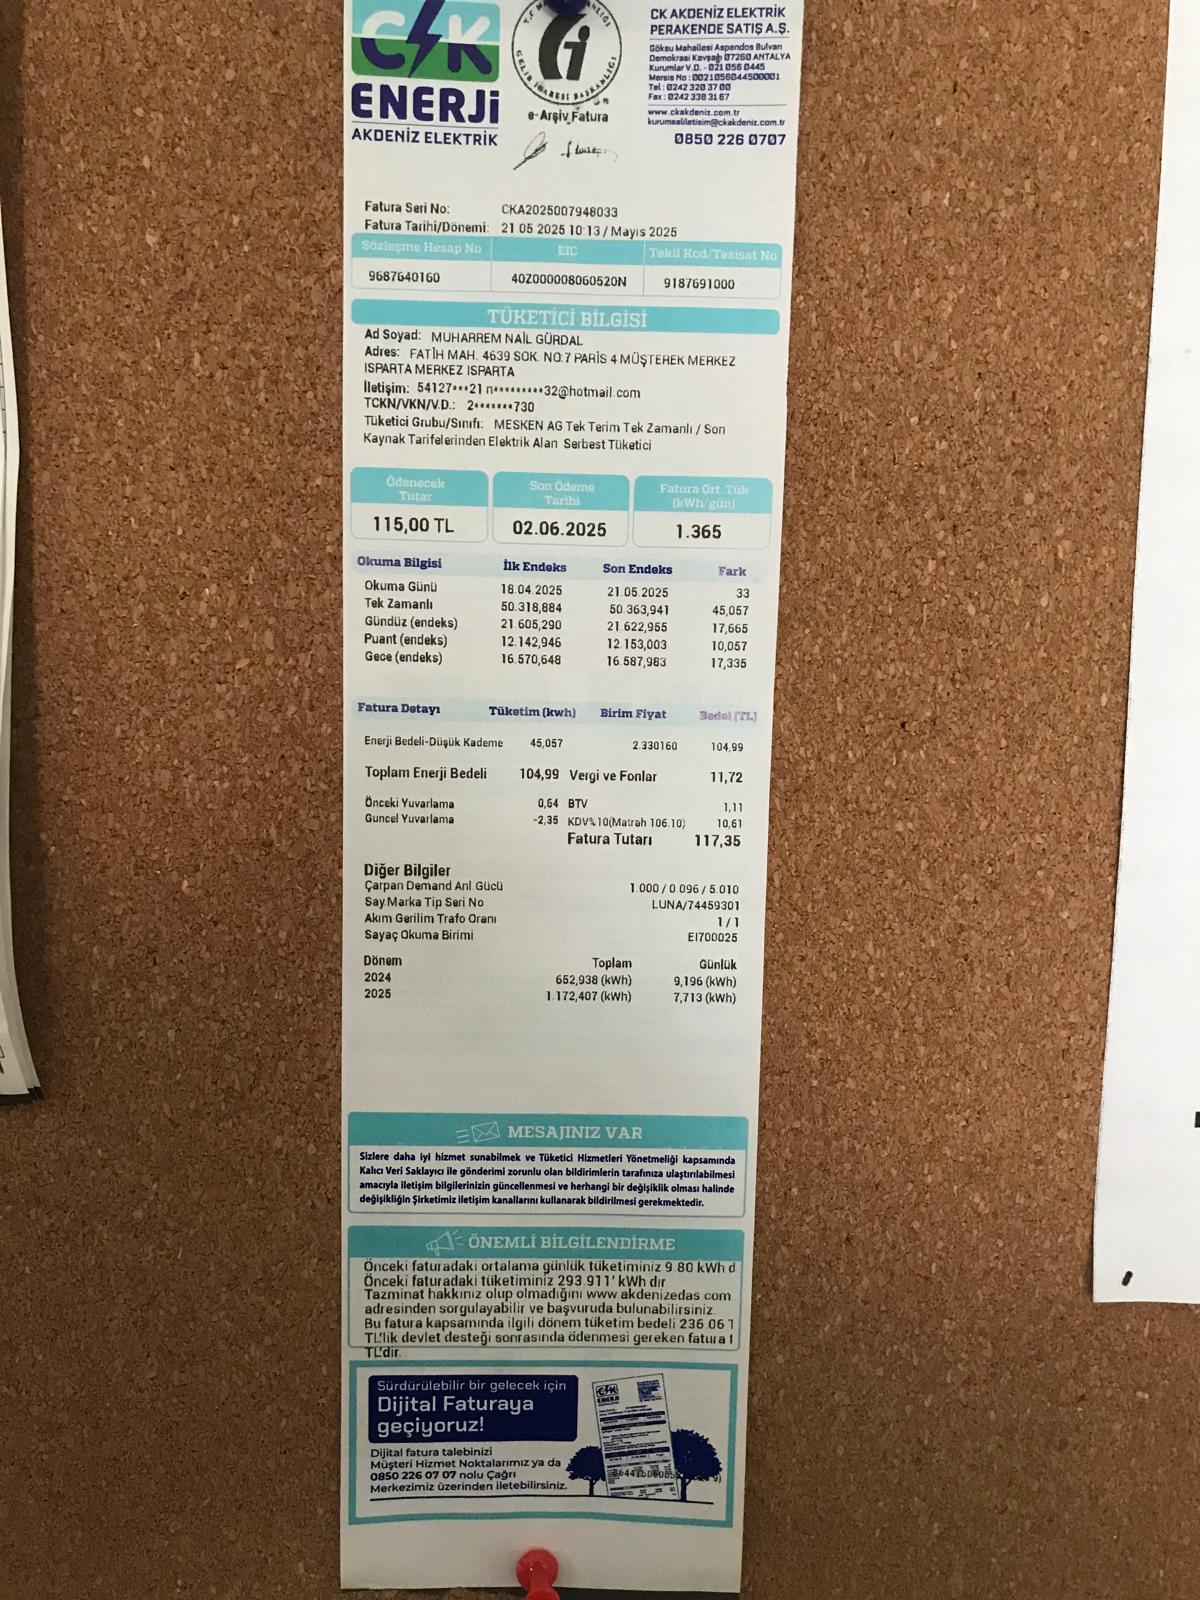 CK
ENERJİ
AKDENİZ ELEKTRİK
GELİR İDARESİ BAŞKANLIĞI
e-Arşiv Fatura
CK AKDENİZ ELEKTRİK
PERAKENDE SATIŞ A.Ş.
Göksu Mahallesi Aspendos Bulvarı
Demokrasi Kavşağı 07260 ANTALYA
Kurumlar V.D. - 021 056 0445
Mersis No : 0021056044500001
Tel : 0242 320 37 00
Fax : 0242 338 31 67
www.ckakdeniz.com.tr
kurumsaliletisim@ckakdeniz.com.tr
0850 226 0707
Fatura Seri No: CKA2025007948033
Fatura Tarihi/Dönemi: 21 05 2025 10:13 / Mayıs 2025
Sözleşme Hesap No EIC Tekil Kod/Tesisat No
9687640160 40Z000008060520N 9187691000
TÜKETİCİ BİLGİSİ
Ad Soyad: MUHARREM NAİL GÜRDAL
Adres: FATİH MAH. 4639 SOK. NO:7 PARİS 4 MÜŞTEREK MERKEZ
ISPARTA MERKEZ ISPARTA
İletişim: 54127***21 n*********32@hotmail.com
TCKN/VKN/V.D.: 2*******730
Tüketici Grubu/Sınıfı: MESKEN AG Tek Terim Tek Zamanlı / Son
Kaynak Tarifelerinden Elektrik Alan Serbest Tüketici
Ödenecek Tutar Son Ödeme Tarihi Fatura Ort. Tük (kWh/gün)
115,00 TL 02.06.2025 1.365
Okuma Bilgisi İlk Endeks Son Endeks Fark
Okuma Günü 18.04.2025 21.05.2025 33
Tek Zamanlı 50.318,884 50.363,941 45,057
Gündüz (endeks) 21.605,290 21.622,955 17,665
Puant (endeks) 12.142,946 12.153,003 10,057
Gece (endeks) 16.570,648 16.587,983 17,335
Fatura Detayı Tüketim (kwh) Birim Fiyat Bedel (TL)
Enerji Bedeli-Düşük Kademe 45,057 2.330160 104,99
Toplam Enerji Bedeli 104,99 Vergi ve Fonlar 11,72
Önceki Yuvarlama 0,64 BTV 1,11
Guncel Yuvarlama -2,35 KDV%10(Matrah 106.10) 10,61
Fatura Tutarı 117,35
Diğer Bilgiler
Çarpan Demand Anl.Gücü 1.000 / 0.096 / 5.010
Say.Marka Tip Seri No LUNA/74459301
Akım Gerilim Trafo Oranı 1 / 1
Sayaç Okuma Birimi EI700025
Dönem Toplam Günlük
2024 652,938 (kWh) 9,196 (kWh)
2025 1.172,407 (kWh) 7,713 (kWh)
MESAJINIZ VAR
Sizlere daha iyi hizmet sunabilmek ve Tüketici Hizmetleri Yönetmeliği kapsamında
Kalıcı Veri Saklayıcı ile gönderimi zorunlu olan bildirimlerin tarafınıza ulaştırılabilmesi
amacıyla iletişim bilgilerinizin güncellenmesi ve herhangi bir değişiklik olması halinde
değişikliğin Şirketimiz iletişim kanallarını kullanarak bildirilmesi gerekmektedir.
ÖNEMLİ BİLGİLENDİRME
Önceki faturadaki ortalama günlük tüketiminiz 9 80 kWh d
Önceki faturadaki tüketiminiz 293.911' kWh dır
Tazminat hakkınız olup olmadığını www akdenizedas com
adresinden sorgulayabilir ve başvuruda bulunabilirsiniz.
Bu fatura kapsamında ilgili dönem tüketim bedeli 236.06 T
TL'lik devlet desteği sonrasında ödenmesi gereken fatura t
TL'dir.
Sürdürülebilir bir gelecek için
Dijital Faturaya
geçiyoruz!
Dijital fatura talebinizi
Müşteri Hizmet Noktalarımız ya da
0850 226 07 07 nolu Çağrı
Merkezimiz üzerinden iletebilirsiniz.
CK
ENERJİ